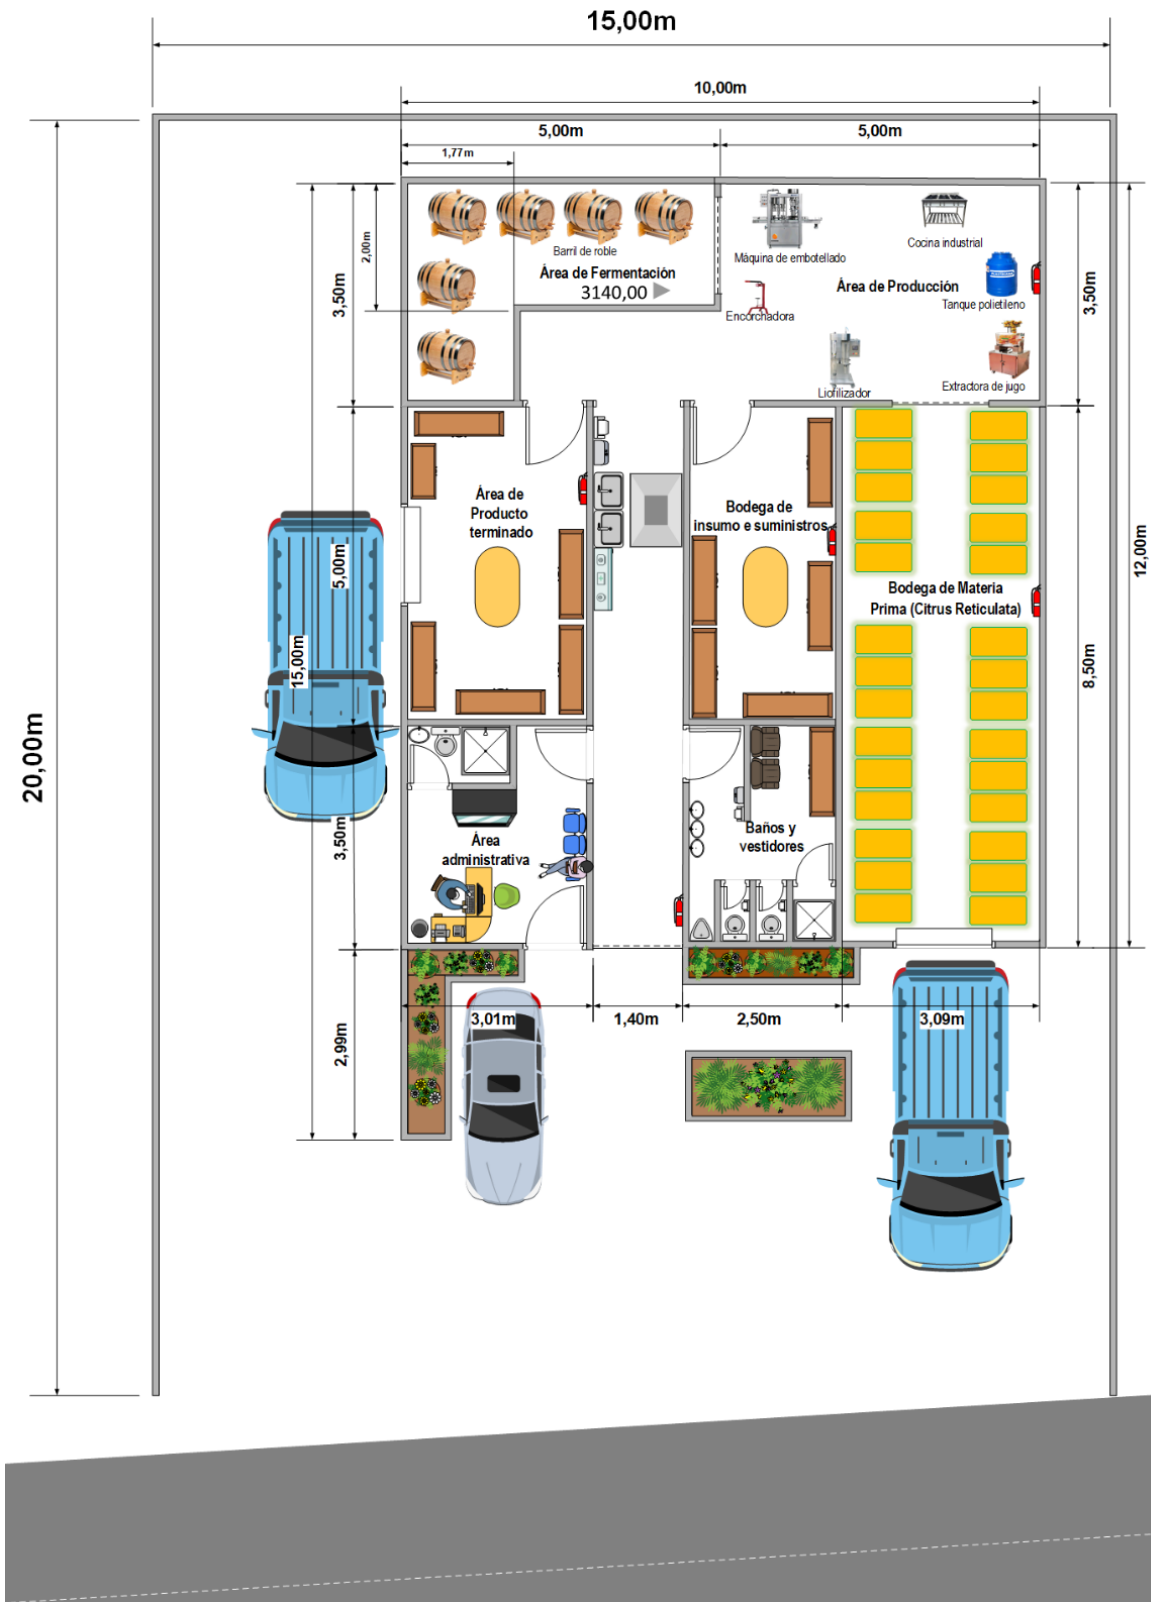 15,00m
10,00m
5,00m
5,00m
1,77m
2,00m
3,50m
Barril de roble
Área de Fermentación
3140,00
Máquina de embotellado
Cocina industrial
Área de Producción
Tanque polietileno
Encorchadora
Liofilizador
Extractora de jugo
3,50m
12,00m
Área de
Producto
terminado
Bodega de
insumo e suministros
Bodega de Materia
Prima (Citrus Reticulata)
5,00m
15,00m
8,50m
20,00m
3,50m
Área
administrativa
Baños y
vestidores
2,99m
3,01m
1,40m
2,50m
3,09m